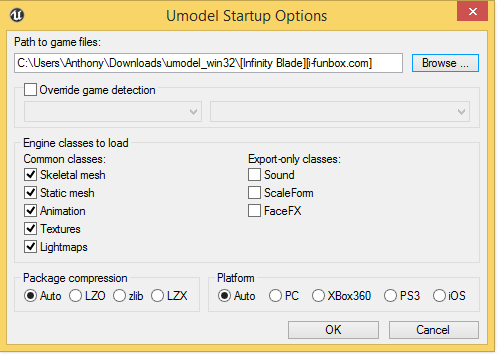 Umodel Startup Options
Path to game files:
C:\Users\Anthony\Downloads\umodel_win32\[Infinity Blade][i-funbox.com]
Browse ...
Override game detection
Engine classes to load
Common classes:
Skeletal mesh
Static mesh
Animation
Textures
Lightmaps
Export-only classes:
Sound
ScaleForm
FaceFX
Package compression
Auto LZO zlib LZX
Platform
Auto PC XBox360 PS3 iOS
OK Cancel